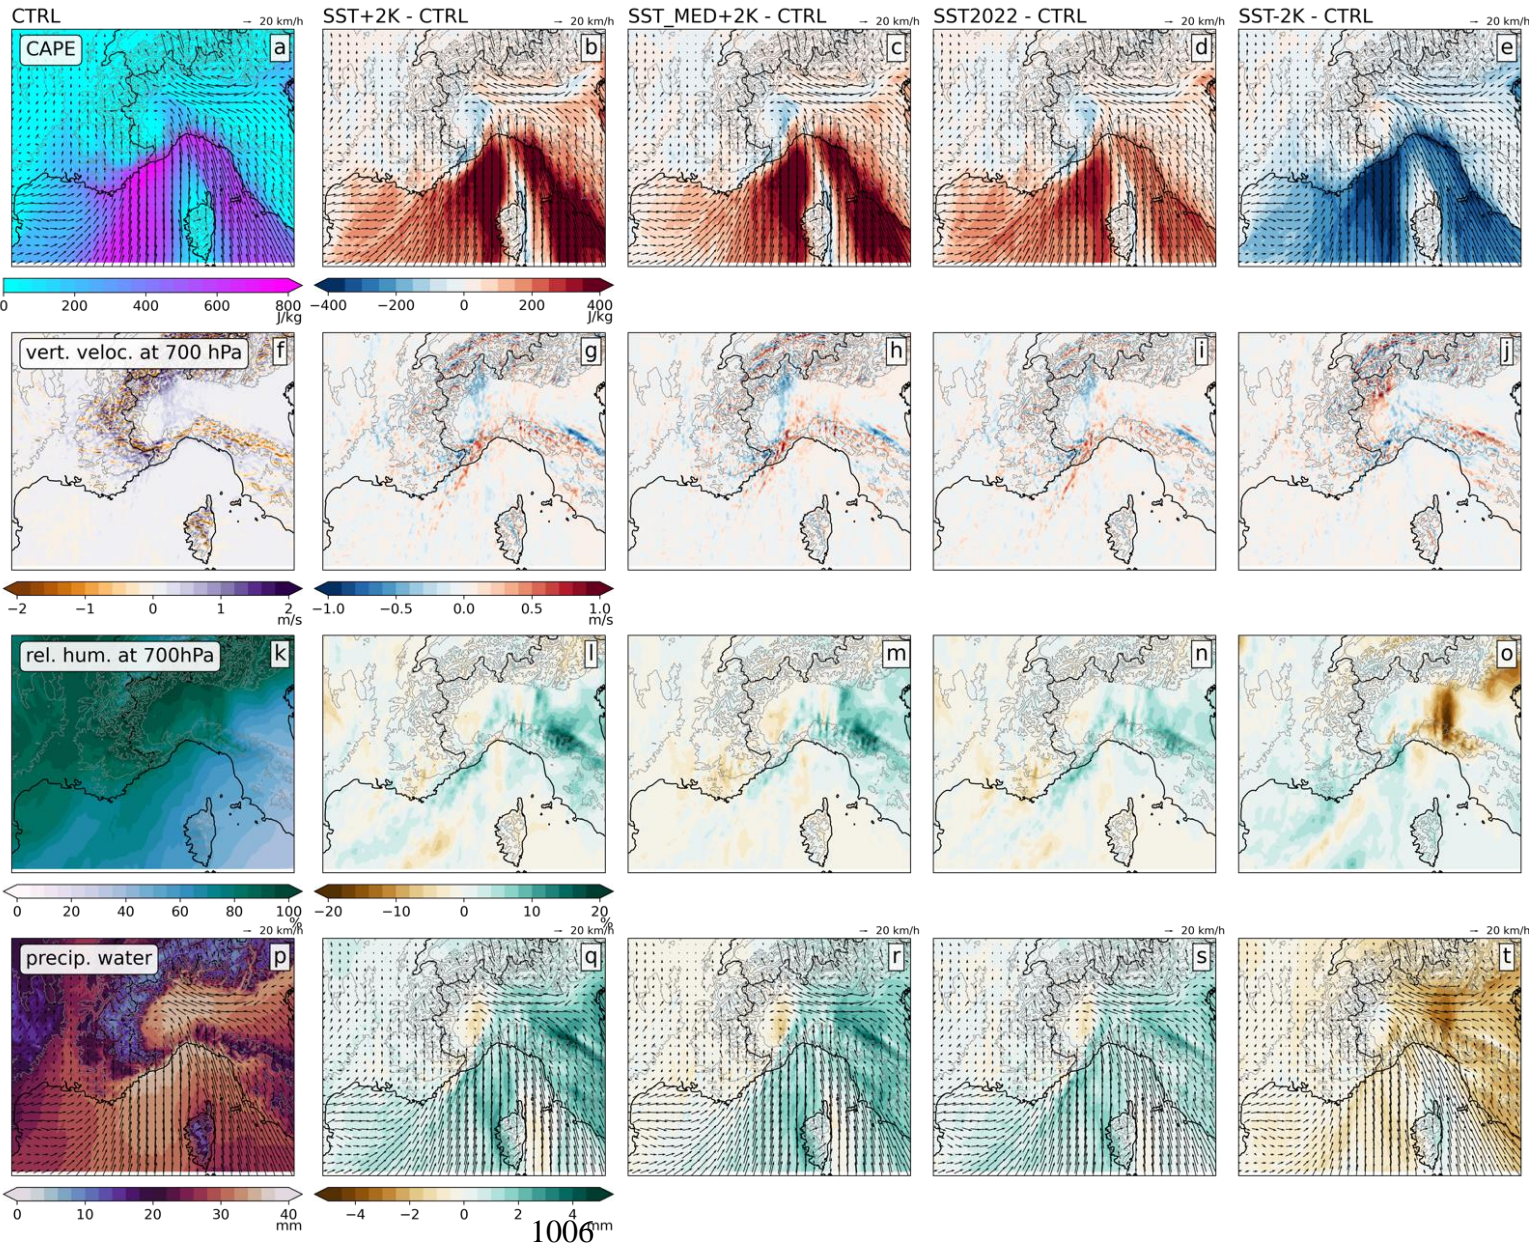 CTRL SST+2K - CTRL SST_MED+2K - CTRL SST2022 - CTRL SST-2K - CTRL
→ 20 km/h → 20 km/h → 20 km/h → 20 km/h → 20 km/h
CAPE a b c d e
0 200 400 600 800 −400 −200 0 200 400
J/kg J/kg
vert. veloc. at 700 hPa f g h i j
−2 −1 0 1 2 −1.0 −0.5 0.0 0.5 1.0
m/s m/s
rel. hum. at 700hPa k l m n o
0 20 40 60 80 100 −20 −10 0 10 20
% %
→ 20 km/h → 20 km/h → 20 km/h → 20 km/h → 20 km/h
precip. water p q r s t
0 10 20 30 40 −4 −2 0 2 4
mm mm
1006